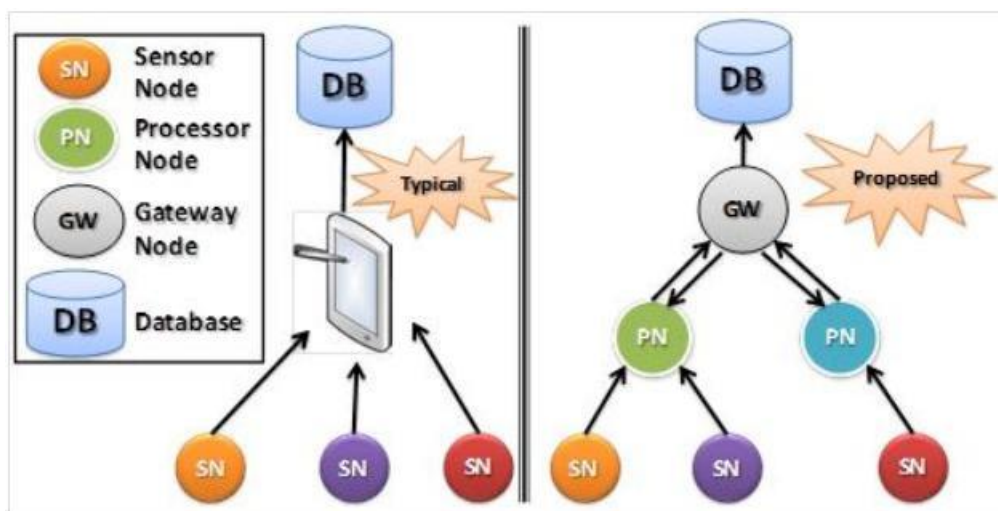 SN
Sensor
Node
PN
Processor
Node
GW
Gateway
Node
DB
Database
DB
Typical
SN
SN
SN
DB
Proposed
GW
PN
PN
SN
SN
SN